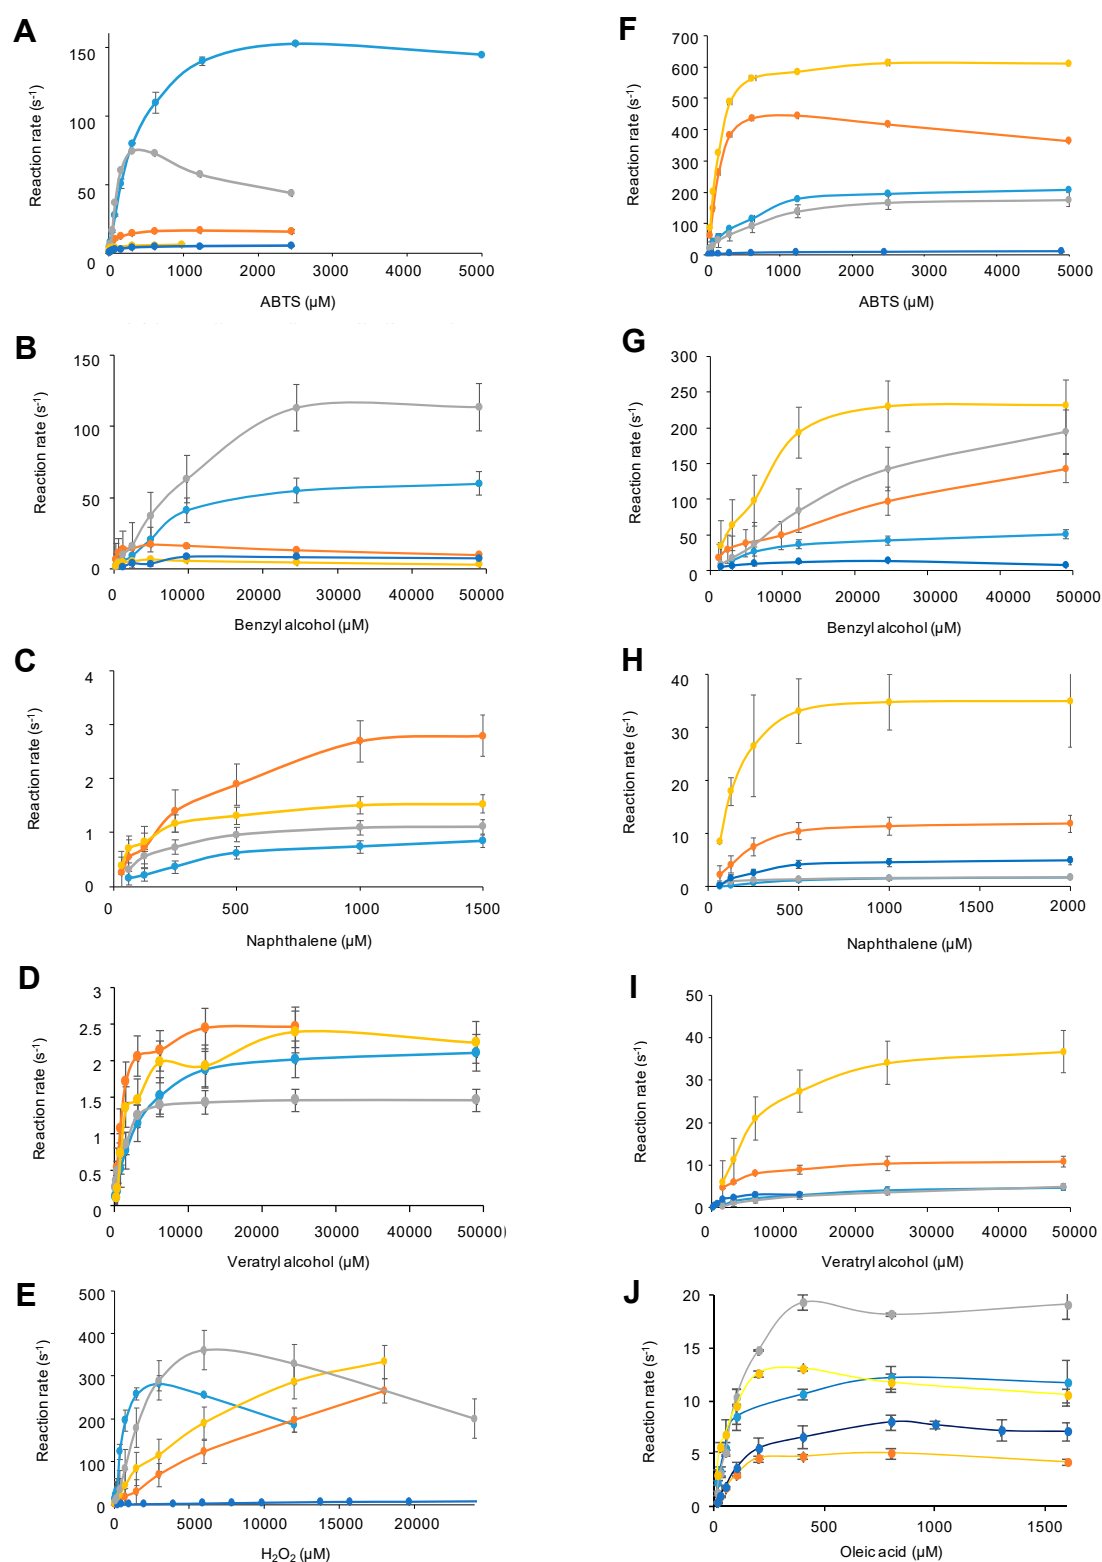 A
Reaction rate (s⁻¹)
150
100
50
0
0 1000 2000 3000 4000 5000
ABTS (µM)
F
Reaction rate (s⁻¹)
700
600
500
400
300
200
100
0
0 1000 2000 3000 4000 5000
ABTS (µM)
B
Reaction rate (s⁻¹)
150
100
50
0
0 10000 20000 30000 40000 50000
Benzyl alcohol (µM)
G
Reaction rate (s⁻¹)
300
250
200
150
100
50
0
0 10000 20000 30000 40000 50000
Benzyl alcohol (µM)
C
Reaction rate (s⁻¹)
4
3
2
1
0
0 500 1000 1500
Naphthalene (µM)
H
Reaction rate (s⁻¹)
40
30
20
10
0
0 500 1000 1500 2000
Naphthalene (µM)
D
Reaction rate (s⁻¹)
3
2.5
2
1.5
1
0.5
0
0 10000 20000 30000 40000 50000
Veratryl alcohol (µM)
I
Reaction rate (s⁻¹)
50
40
30
20
10
0
0 10000 20000 30000 40000 50000
Veratryl alcohol (µM)
E
Reaction rate (s⁻¹)
500
400
300
200
100
0
0 5000 10000 15000 20000
H₂O₂ (µM)
J
Reaction rate (s⁻¹)
20
15
10
5
0
0 500 1000 1500
Oleic acid (µM)